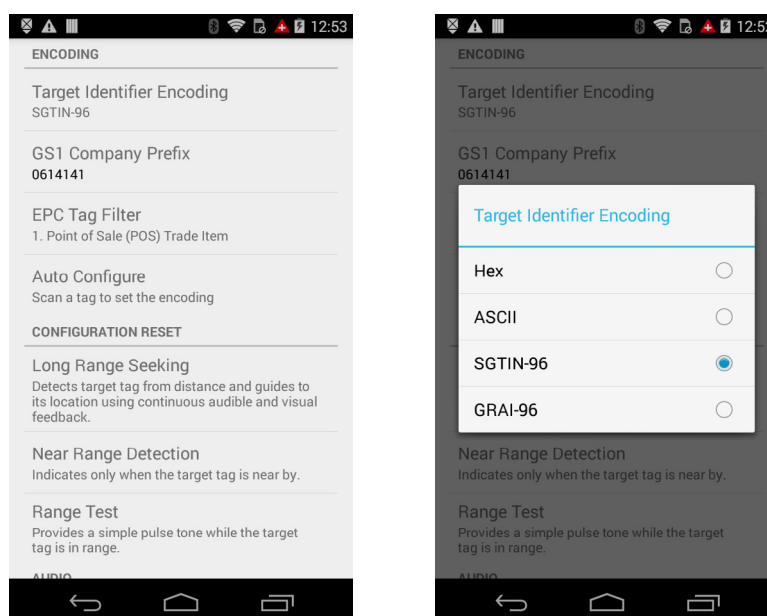 12:53
ENCODING
Target Identifier Encoding
SGTIN-96
GS1 Company Prefix
0614141
EPC Tag Filter
1. Point of Sale (POS) Trade Item
Auto Configure
Scan a tag to set the encoding
CONFIGURATION RESET
Long Range Seeking
Detects target tag from distance and guides to
its location using continuous audible and visual
feedback.
Near Range Detection
Indicates only when the target tag is near by.
Range Test
Provides a simple pulse tone while the target
tag is in range.
AUDIO
12:52
ENCODING
Target Identifier Encoding
SGTIN-96
GS1 Company Prefix
0614141
Target Identifier Encoding
Hex
ASCII
SGTIN-96
GRAI-96
Near Range Detection
Indicates only when the target tag is near by.
Range Test
Provides a simple pulse tone while the target
tag is in range.
AUDIO